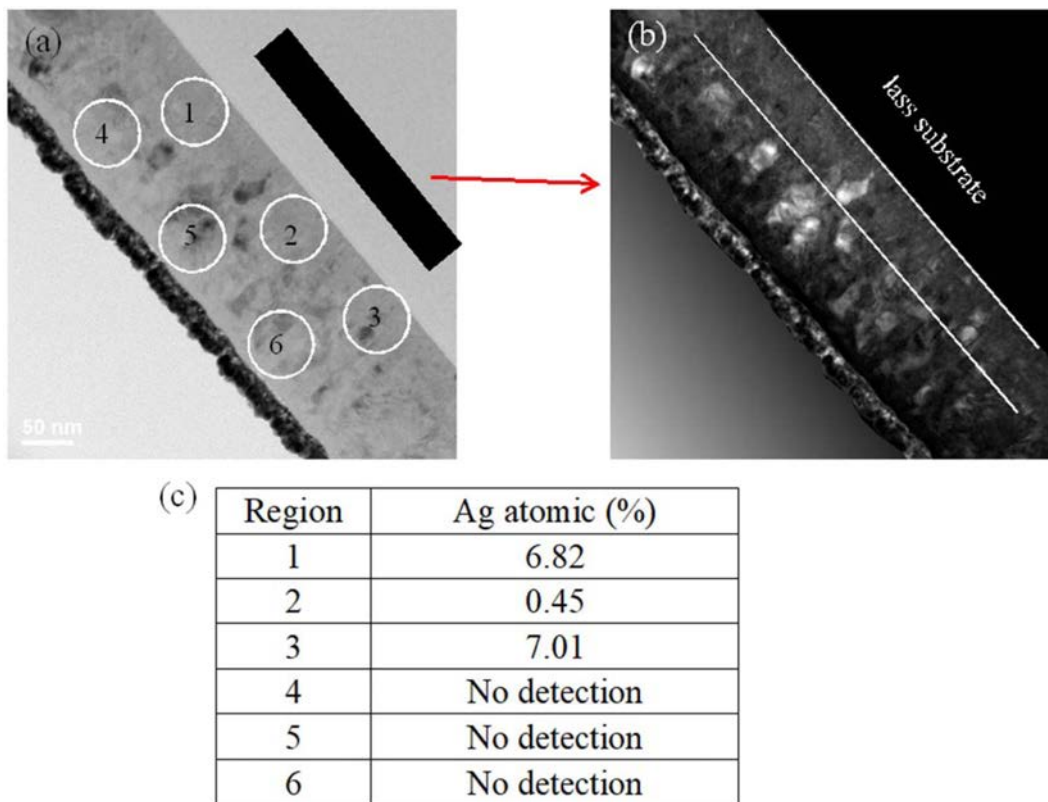 (a)
1
4
2
5
3
6
50 nm
(b)
lass substrate
(c)
Region Ag atomic (%)
1 6.82
2 0.45
3 7.01
4 No detection
5 No detection
6 No detection